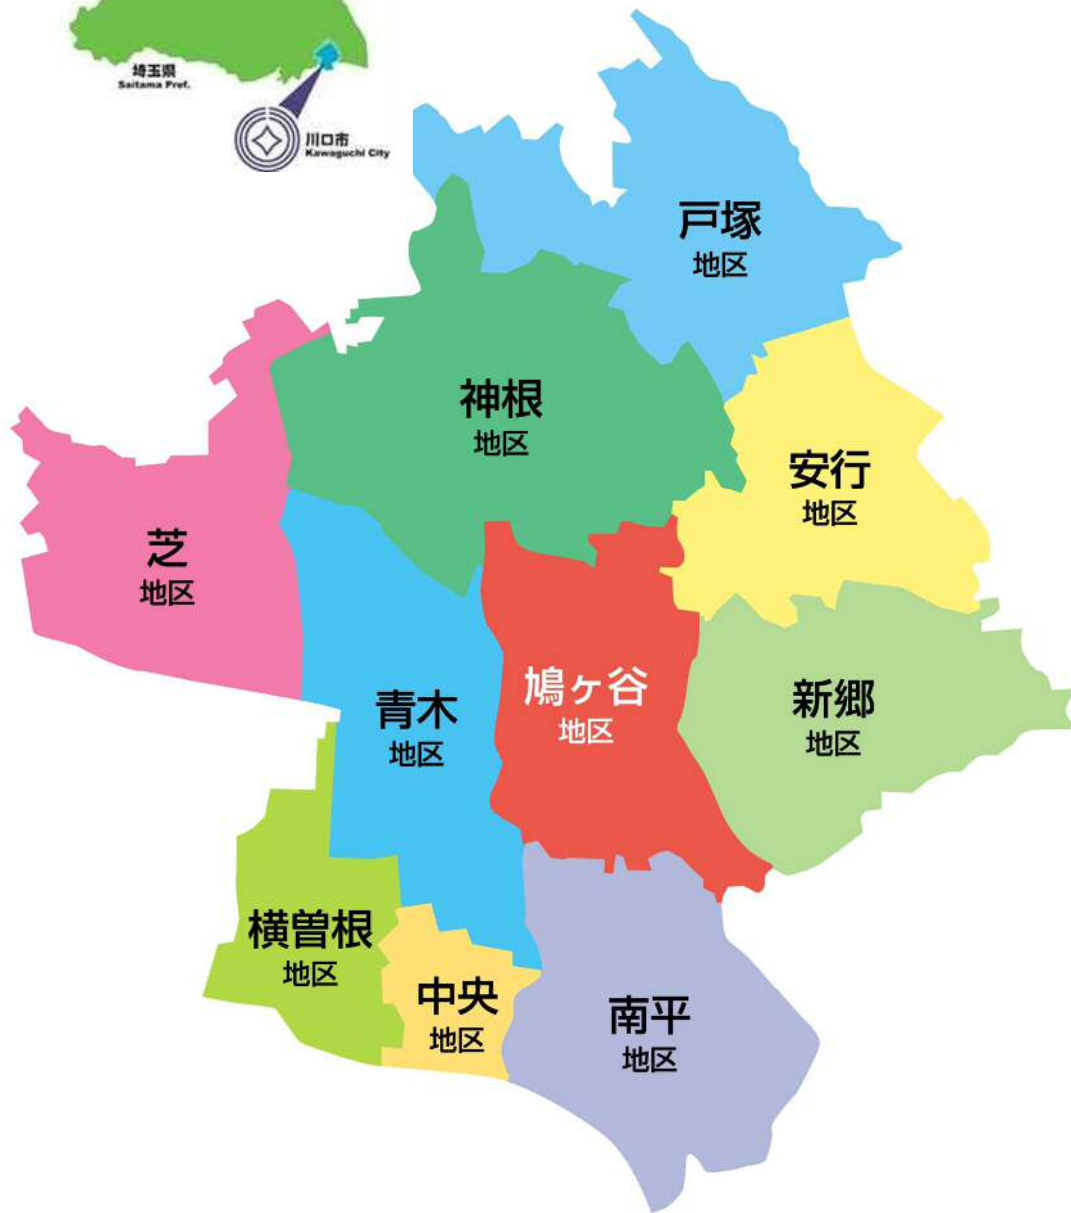 埼玉県
Saitama Pref.
川口市
Kawaguchi City
戸塚
地区
神根
地区
安行
地区
芝
地区
鳩ヶ谷
地区
新郷
地区
青木
地区
横曽根
地区
中央
地区
南平
地区